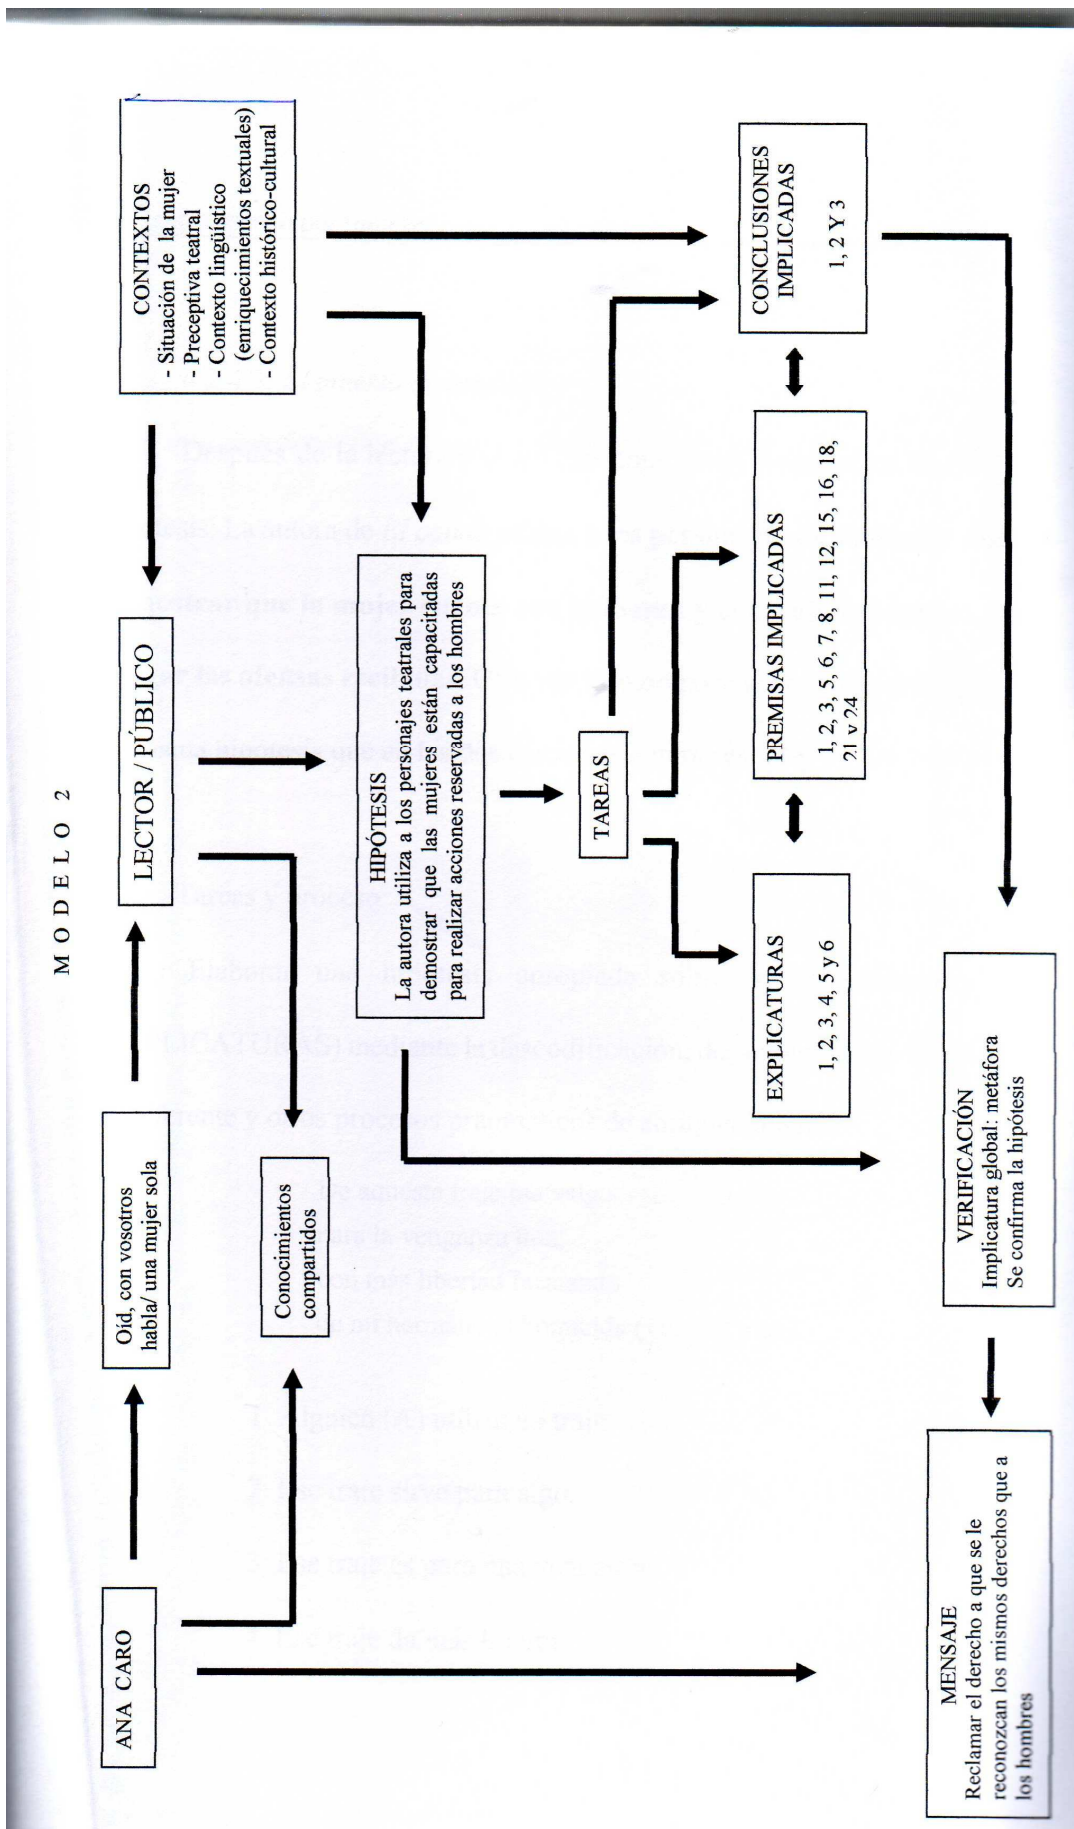 MODELO 2
ANA CARO
Oíd, con vosotros
habla/ una mujer sola
LECTOR / PÚBLICO
CONTEXTOS
- Situación de la mujer
- Preceptiva teatral
- Contexto lingüístico
(enriquecimientos textuales)
- Contexto histórico-cultural
Conocimientos
compartidos
HIPÓTESIS
La autora utiliza a los personajes teatrales para
demostrar que las mujeres están capacitadas
para realizar acciones reservadas a los hombres
TAREAS
EXPLICATURAS
1, 2, 3, 4, 5 y 6
PREMISAS IMPLICADAS
1, 2, 3, 5, 6, 7, 8, 11, 12, 15, 16, 18,
21 y 24
CONCLUSIONES
IMPLICADAS
1, 2 Y 3
MENSAJE
Reclamar el derecho a que se le
reconozcan los mismos derechos que a
los hombres
VERIFICACIÓN
Implicatura global: metáfora
Se confirma la hipótesis